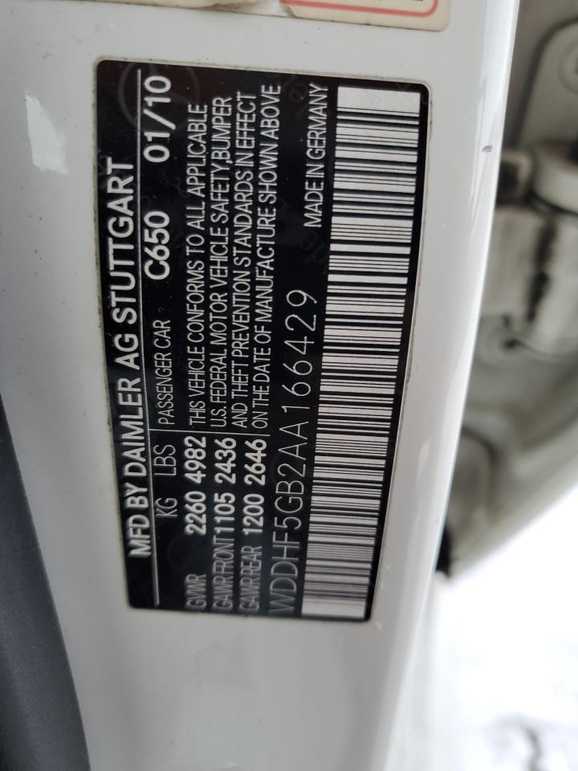 MFD BY DAIMLER AG STUTTGART
KG LBS PASSENGER CAR C650 01/10
GVWR 2260 4982 THIS VEHICLE CONFORMS TO ALL APPLICABLE
GAWR FRONT 1105 2436 U.S. FEDERAL MOTOR VEHICLE SAFETY,BUMPER
GAWR REAR 1200 2646 AND THEFT PREVENTION STANDARDS IN EFFECT
ON THE DATE OF MANUFACTURE SHOWN ABOVE
WDDHF5GB2AA166429 MADE IN GERMANY